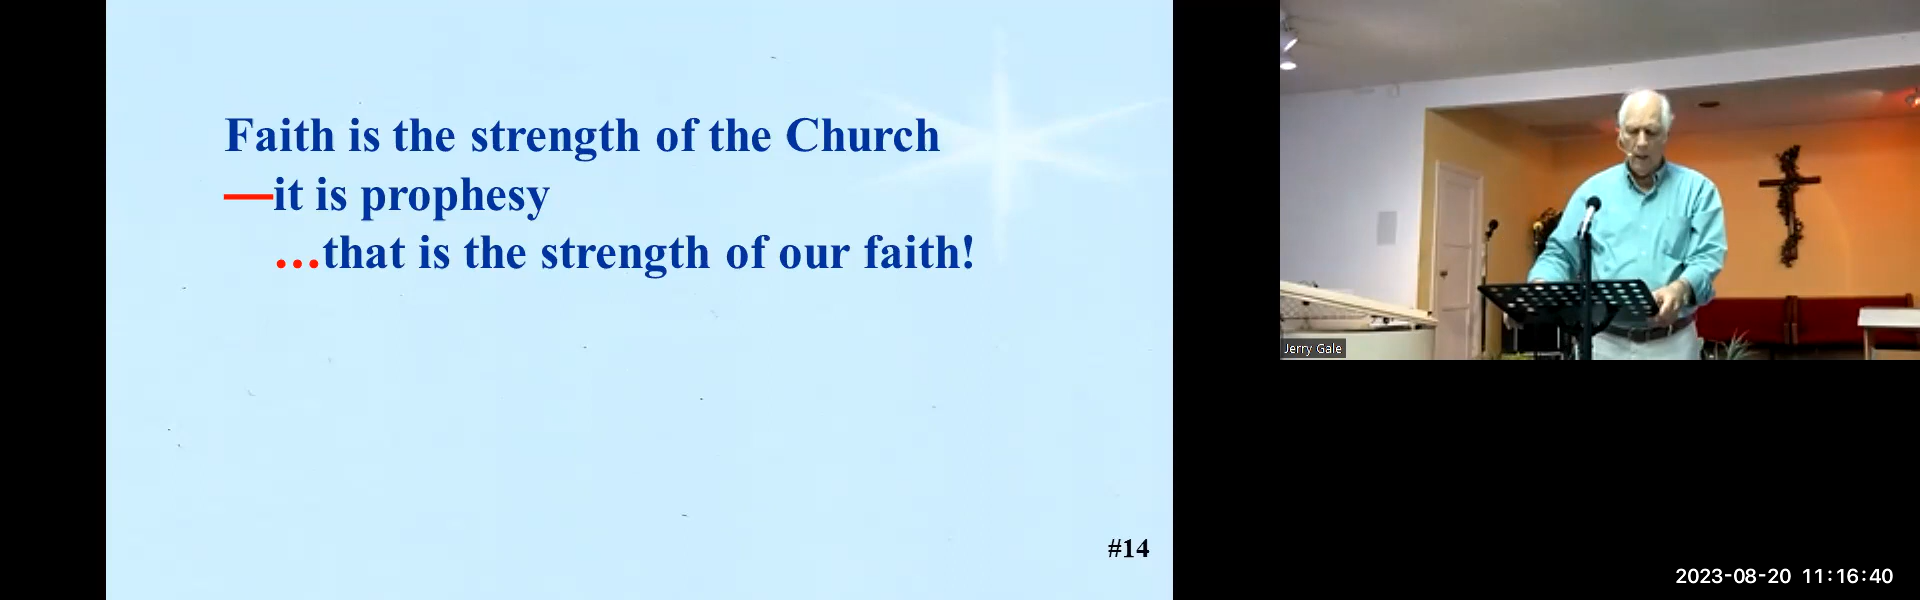 Faith is the strength of the Church
—it is prophesy
…that is the strength of our faith!
#14
Jerry Gale
2023-08-20 11:16:40